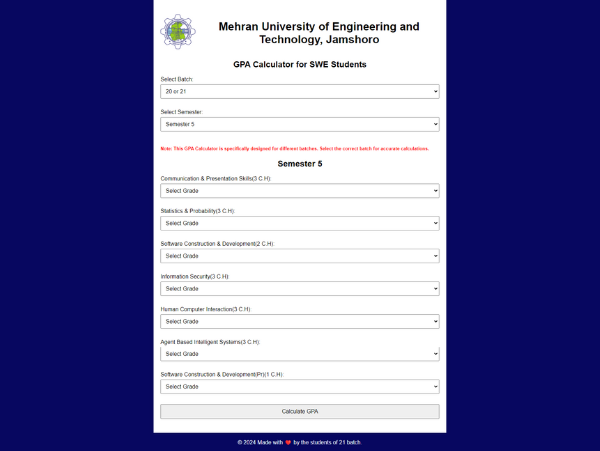 Mehran University of Engineering and
Technology, Jamshoro
GPA Calculator for SWE Students
Select Batch:
20 or 21
Select Semester:
Semester 5
Note: This GPA Calculator is specifically designed for different batches. Select the correct batch for accurate calculations.
Semester 5
Communication & Presentation Skills(3 C.H):
Select Grade
Statistics & Probability(3 C.H):
Select Grade
Software Construction & Development(2 C.H):
Select Grade
Information Security(3 C.H):
Select Grade
Human Computer Interaction(3 C.H)
Select Grade
Agent Based Intelligent Systems(3 C.H):
Select Grade
Software Construction & Development(Pr)(1 C.H):
Select Grade
Calculate GPA
© 2024 Made with ❤ by the students of 21 batch.